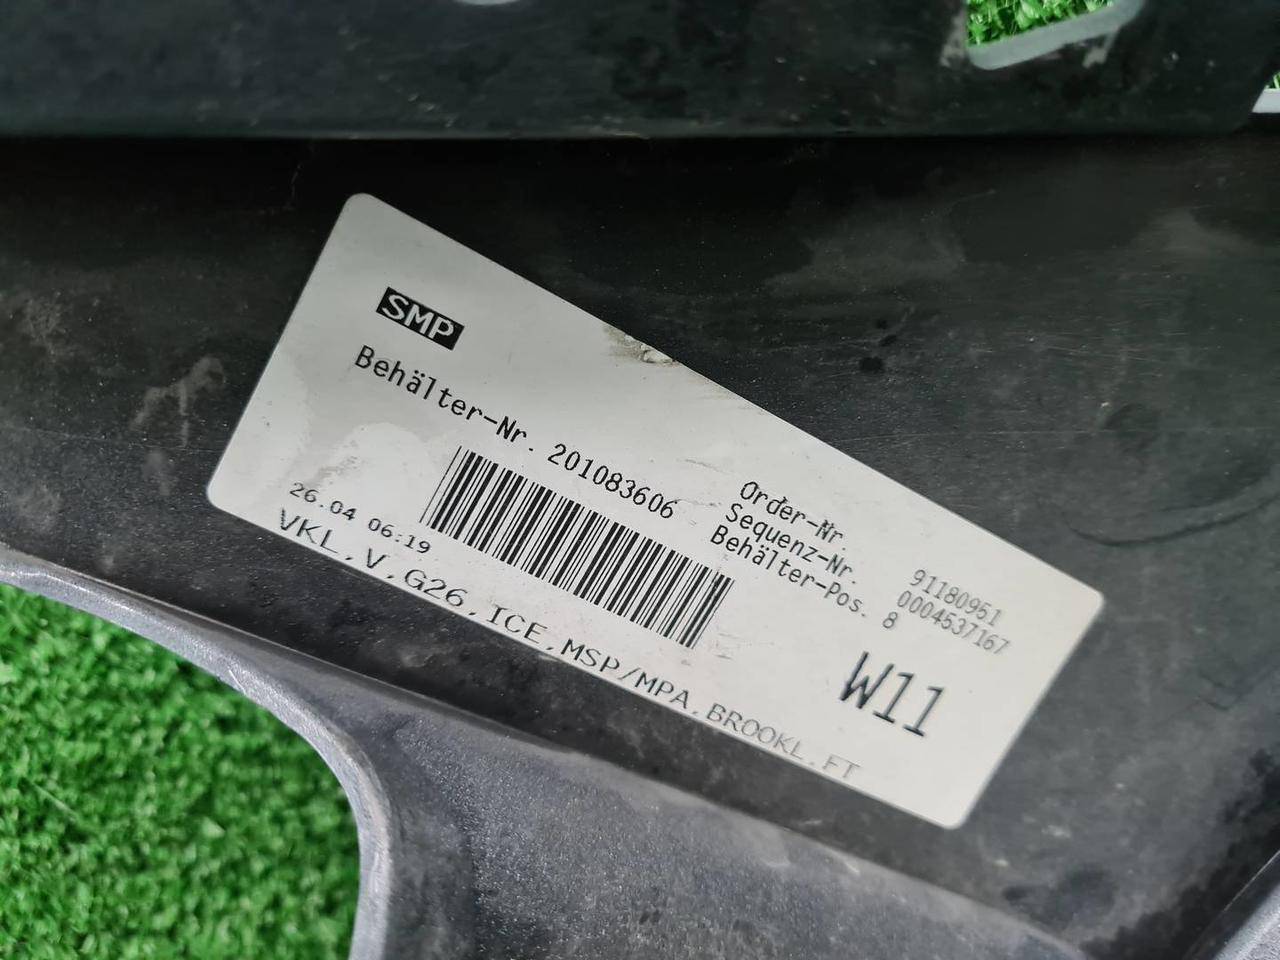 SMP
Behälter-Nr. 201083606
Order-Nr. 91180951
Sequenz-Nr. 0004537167
Behälter-Pos. 8
26.04 06:19
W11
VKL,V,G26,ICE,MSP/MPA,BROOKL,FT